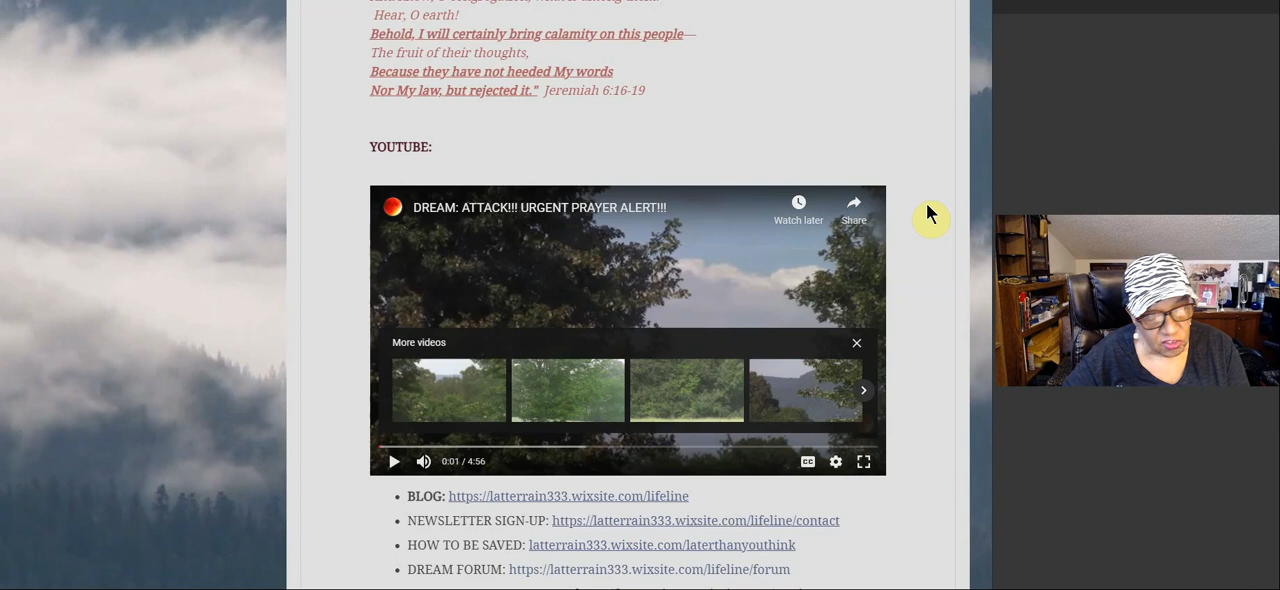 Hear, O earth!
Behold, I will certainly bring calamity on this people—
The fruit of their thoughts,
Because they have not heeded My words
Nor My law, but rejected it." Jeremiah 6:16-19
YOUTUBE:
DREAM: ATTACK!!! URGENT PRAYER ALERT!!!
Watch later
Share
More videos
0:01 / 4:56
CC
• BLOG: https://latterrain333.wixsite.com/lifeline
• NEWSLETTER SIGN-UP: https://latterrain333.wixsite.com/lifeline/contact
• HOW TO BE SAVED: latterrain333.wixsite.com/laterthanyouthink
• DREAM FORUM: https://latterrain333.wixsite.com/lifeline/forum